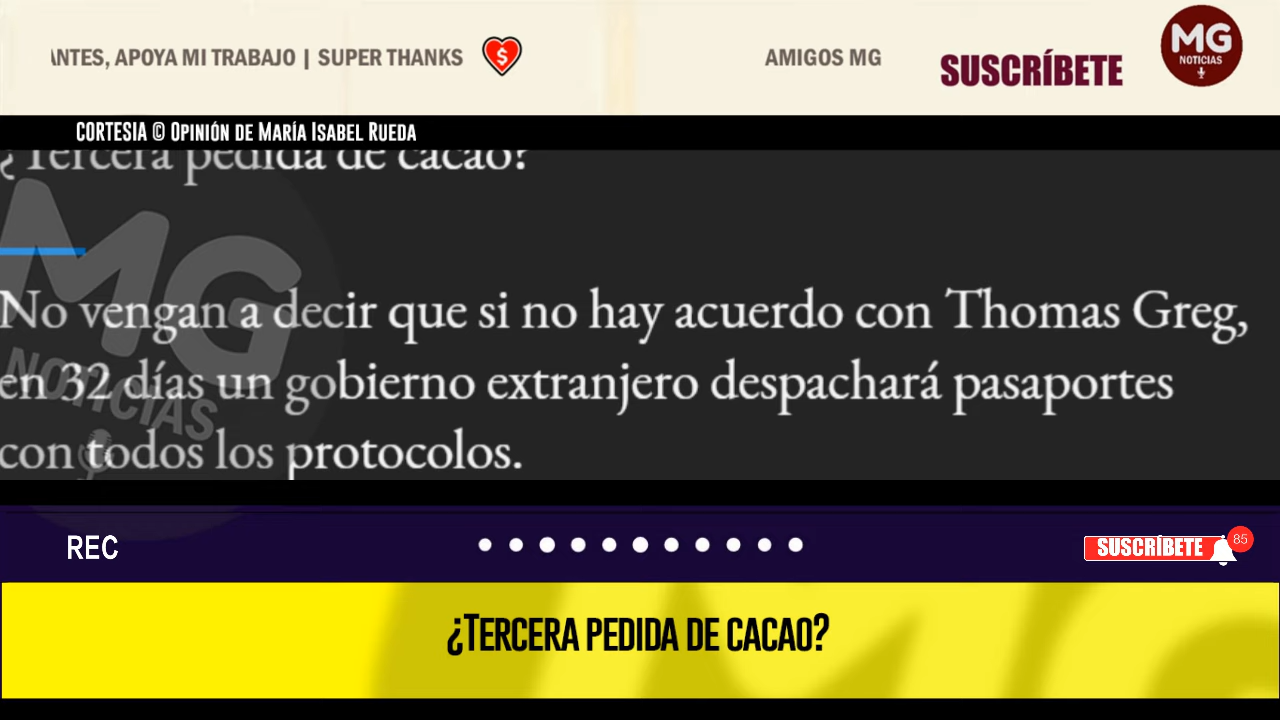 ANTES, APOYA MI TRABAJO | SUPER THANKS
AMIGOS MG
SUSCRÍBETE
MG
NOTICIAS
CORTESIA © OPINIÓN DE MARÍA ISABEL RUEDA
¿Tercera pedida de cacao?
MG
NOTICIAS
No vengan a decir que si no hay acuerdo con Thomas Greg,
en 32 días un gobierno extranjero despachará pasaportes
con todos los protocolos.
REC
SUSCRÍBETE
85
¿TERCERA PEDIDA DE CACAO?